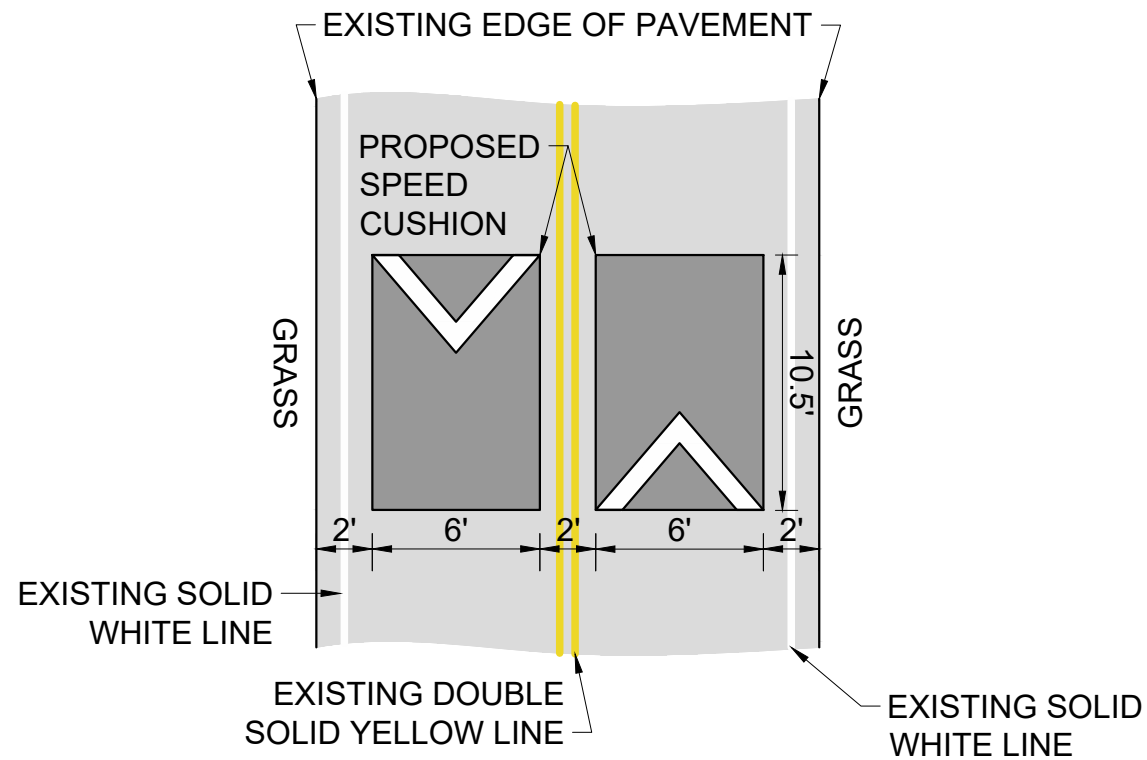 EXISTING EDGE OF PAVEMENT
PROPOSED
SPEED
CUSHION
GRASS
GRASS
10.5'
2'
6'
2'
6'
2'
EXISTING SOLID
WHITE LINE
EXISTING DOUBLE
SOLID YELLOW LINE
EXISTING SOLID
WHITE LINE